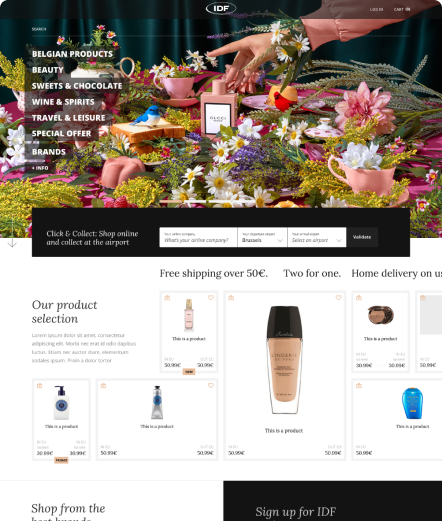 IDF
LOG IN
CART (0)
SEARCH
BELGIAN PRODUCTS
BEAUTY
SWEETS & CHOCOLATE
WINE & SPIRITS
TRAVEL & LEISURE
SPECIAL OFFER
BRANDS
+ INFO
GUCCI
Click & Collect: Shop online
and collect at the airport
Your airline company
What's your airline company?
Your departure airport
Brussels
Your arrival airport
Select an airport
Validate
Free shipping over 50€. Two for one. Home delivery on us
Our product
selection
Lorem ipsum dolor sit amet, consectetur
adipiscing elit. Morbi nec erat id odio dapibus
luctus. Etiam nec auctor diam, elementum
sodales ipsum. Proin a dolor tortor
This is a product
50.99€ 50.99€
NEW
This is a product
50.99€ 50.99€
This is a product
30.99€ 30.99€
50.99€
This is a product
50.99€ 50.99€
PROMO
This is a product
50.99€ 50.99€
This is a product
50.99€
Shop from the
best brands
Sign up for IDF